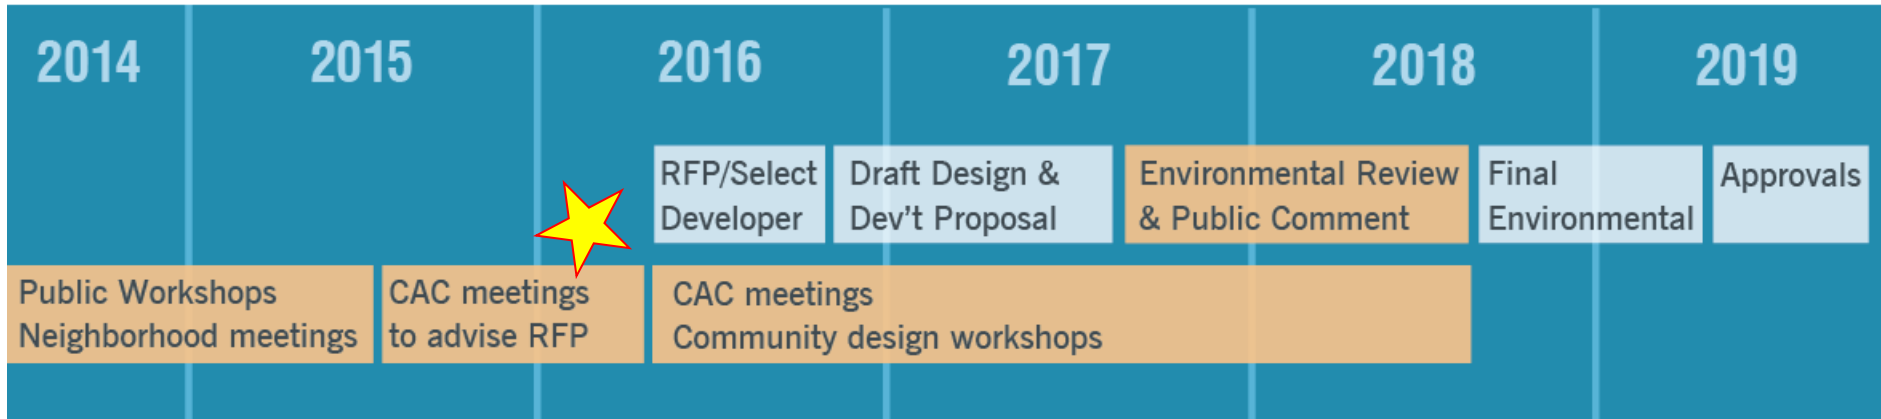 2014
2015
2016
2017
2018
2019
RFP/Select
Developer
Draft Design &
Dev't Proposal
Environmental Review
& Public Comment
Final
Environmental
Approvals
Public Workshops
Neighborhood meetings
CAC meetings
to advise RFP
CAC meetings
Community design workshops